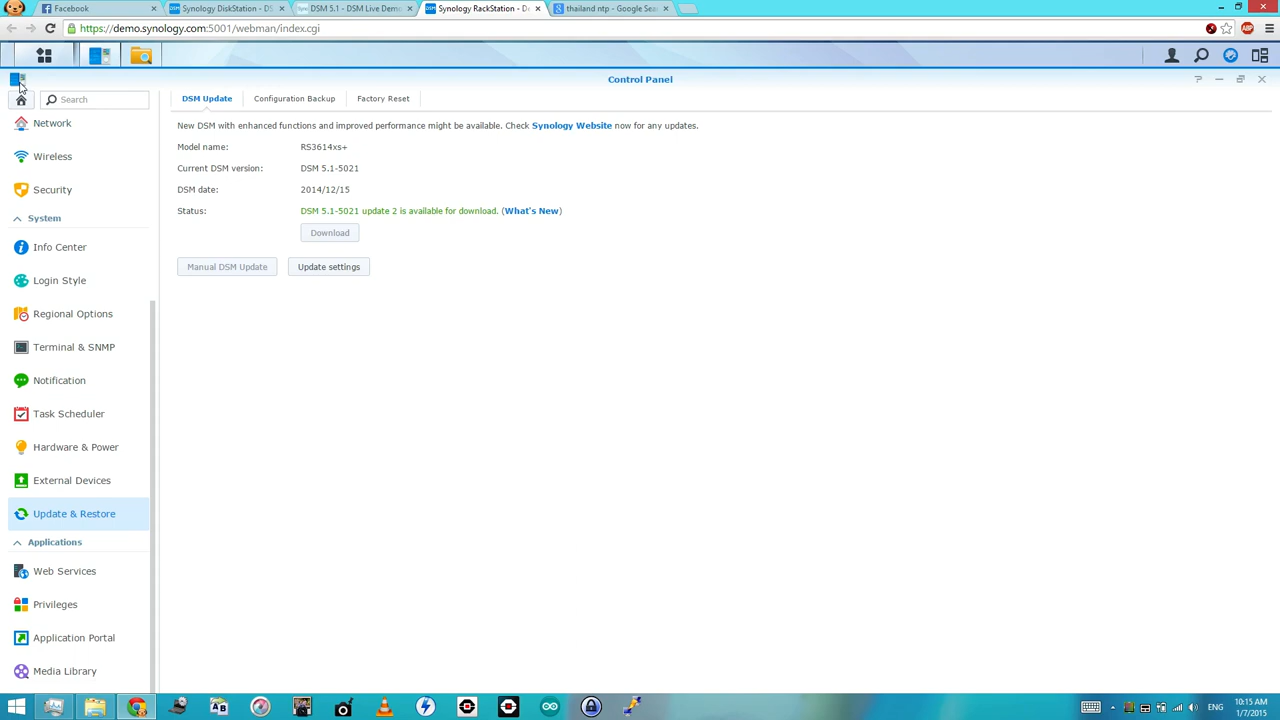 Facebook
Synology DiskStation - DS
DSM 5.1 - DSM Live Demo
Synology RackStation - De
thailand ntp - Google Sea
https://demo.synology.com:5001/webman/index.cgi
ABP
Control Panel
Search
DSM Update
Configuration Backup
Factory Reset
Network
Wireless
Security
System
Info Center
Login Style
Regional Options
Terminal & SNMP
Notification
Task Scheduler
Hardware & Power
External Devices
Update & Restore
Applications
Web Services
Privileges
Application Portal
Media Library
New DSM with enhanced functions and improved performance might be available. Check Synology Website now for any updates.
Model name: RS3614xs+
Current DSM version: DSM 5.1-5021
DSM date: 2014/12/15
Status: DSM 5.1-5021 update 2 is available for download. (What's New)
Download
Manual DSM Update
Update settings
10:15 AM
1/7/2015